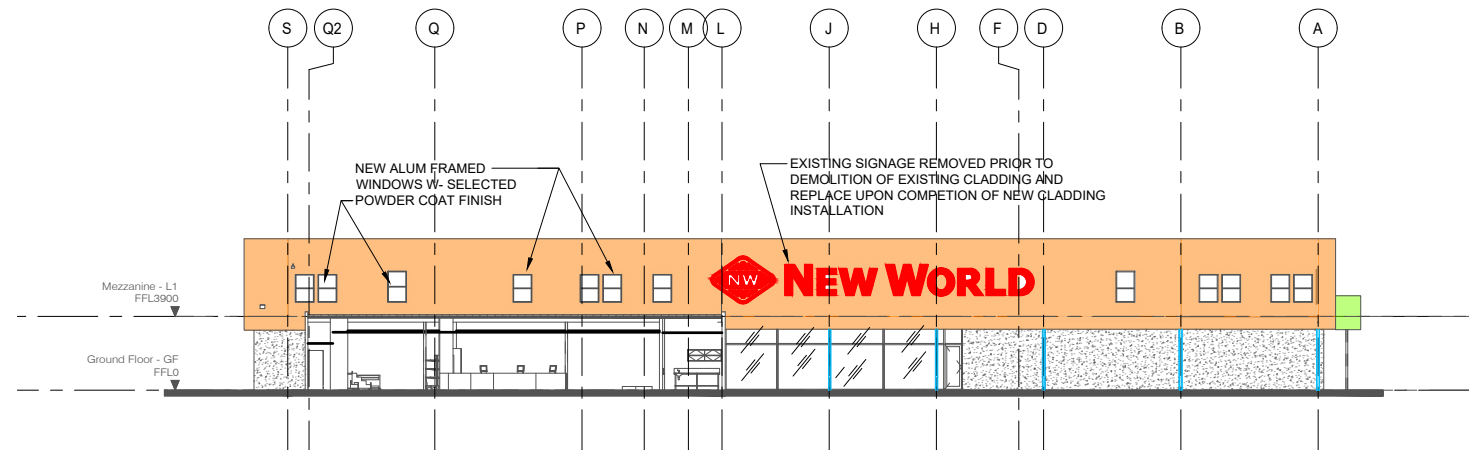 S Q2 Q P N M L J H F D B A
NEW ALUM FRAMED
WINDOWS W- SELECTED
POWDER COAT FINISH
EXISTING SIGNAGE REMOVED PRIOR TO
DEMOLITION OF EXISTING CLADDING AND
REPLACE UPON COMPETION OF NEW CLADDING
INSTALLATION
NW NEW WORLD
Mezzanine - L1
FFL3900
Ground Floor - GF
FFL0